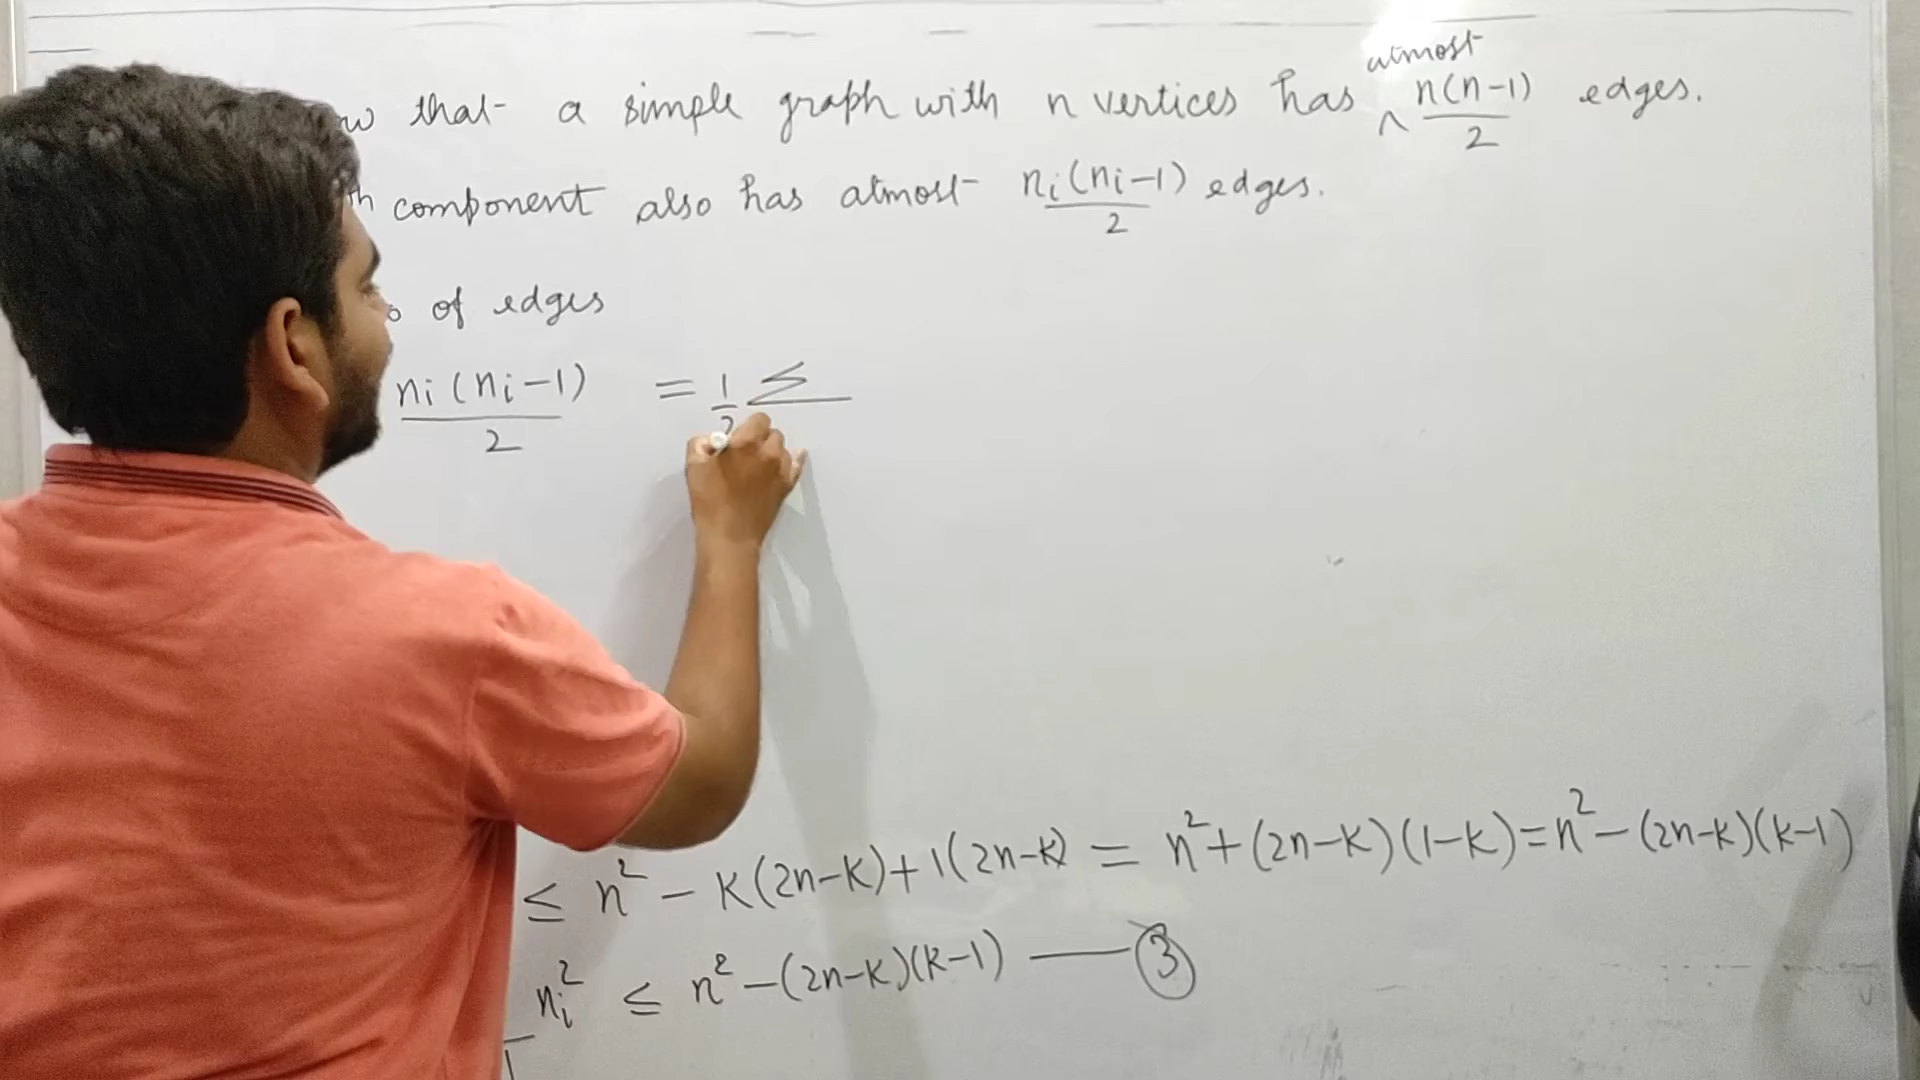 that a simple graph with n vertices has ^ atmost n(n-1)/2 edges.
component also has atmost ni(ni-1)/2 edges.
of edges
ni(ni-1)/2 = 1/2 Σ
≤ n² - K(2n-K)+1(2n-K) = n²+(2n-K)(1-K)=n²-(2n-K)(K-1)
ni² ≤ n²-(2n-K)(K-1) — ③